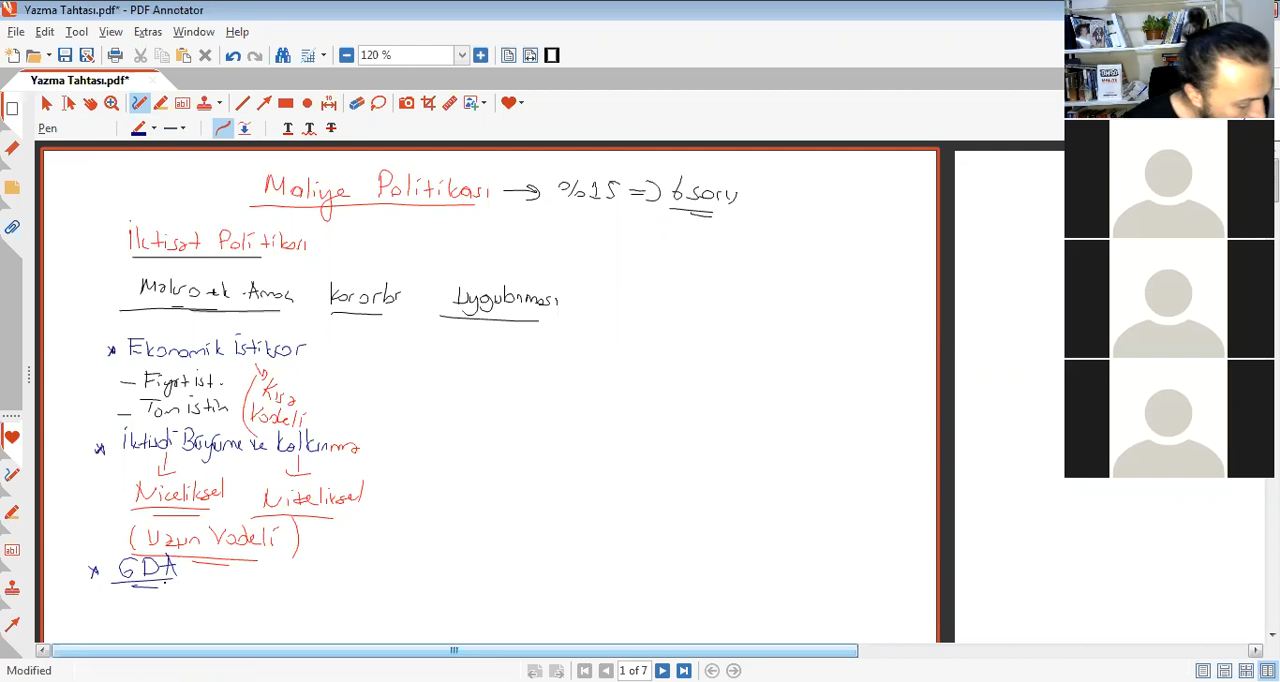 Yazma Tahtası.pdf* - PDF Annotator
File Edit Tool View Extras Window Help
120 %
Yazma Tahtası.pdf*
Pen
Maliye Politikası → %15 => 6 soru
İktisat Politikası
Makro ek. Amaç Kararlar Uygulanması
* Ekonomik İstikrar
- Fiyat ist.
- Tam istih
Kısa
Vadeli
* İktisat Büyüme ve Kalkınma
Niceliksel Niteliksel
(Uzun Vadeli)
* GDA
Modified
1 of 7